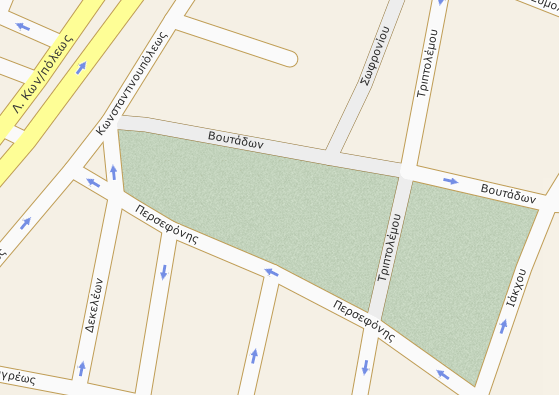 Λ. Κων/πόλεως
Κωνσταντινουπόλεως
Σωφρονίου
Τριπτολέμου
Βουτάδων
Βουτάδων
Περσεφόνης
Τριπτολέμου
Δεκελέων
Περσεφόνης
Ιάκχου